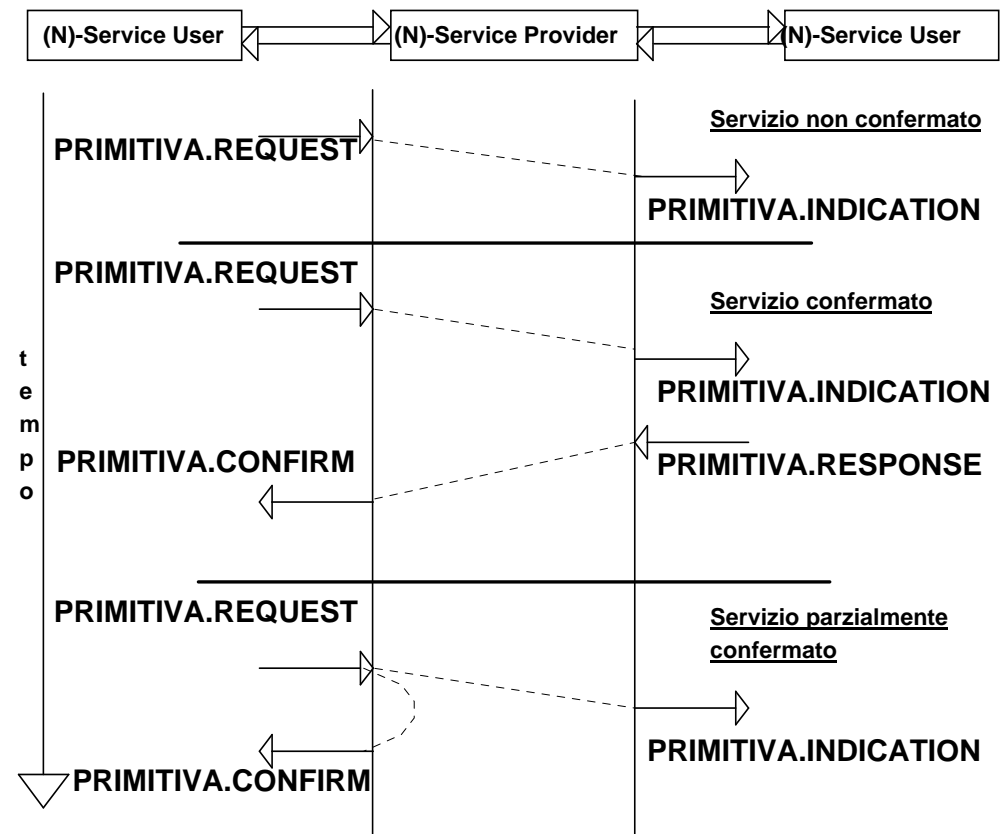 (N)-Service User
(N)-Service Provider
(N)-Service User
Servizio non confermato
PRIMITIVA.REQUEST
PRIMITIVA.INDICATION
PRIMITIVA.REQUEST
Servizio confermato
PRIMITIVA.INDICATION
PRIMITIVA.CONFIRM
PRIMITIVA.RESPONSE
tempo
PRIMITIVA.REQUEST
Servizio parzialmente
confermato
PRIMITIVA.INDICATION
PRIMITIVA.CONFIRM